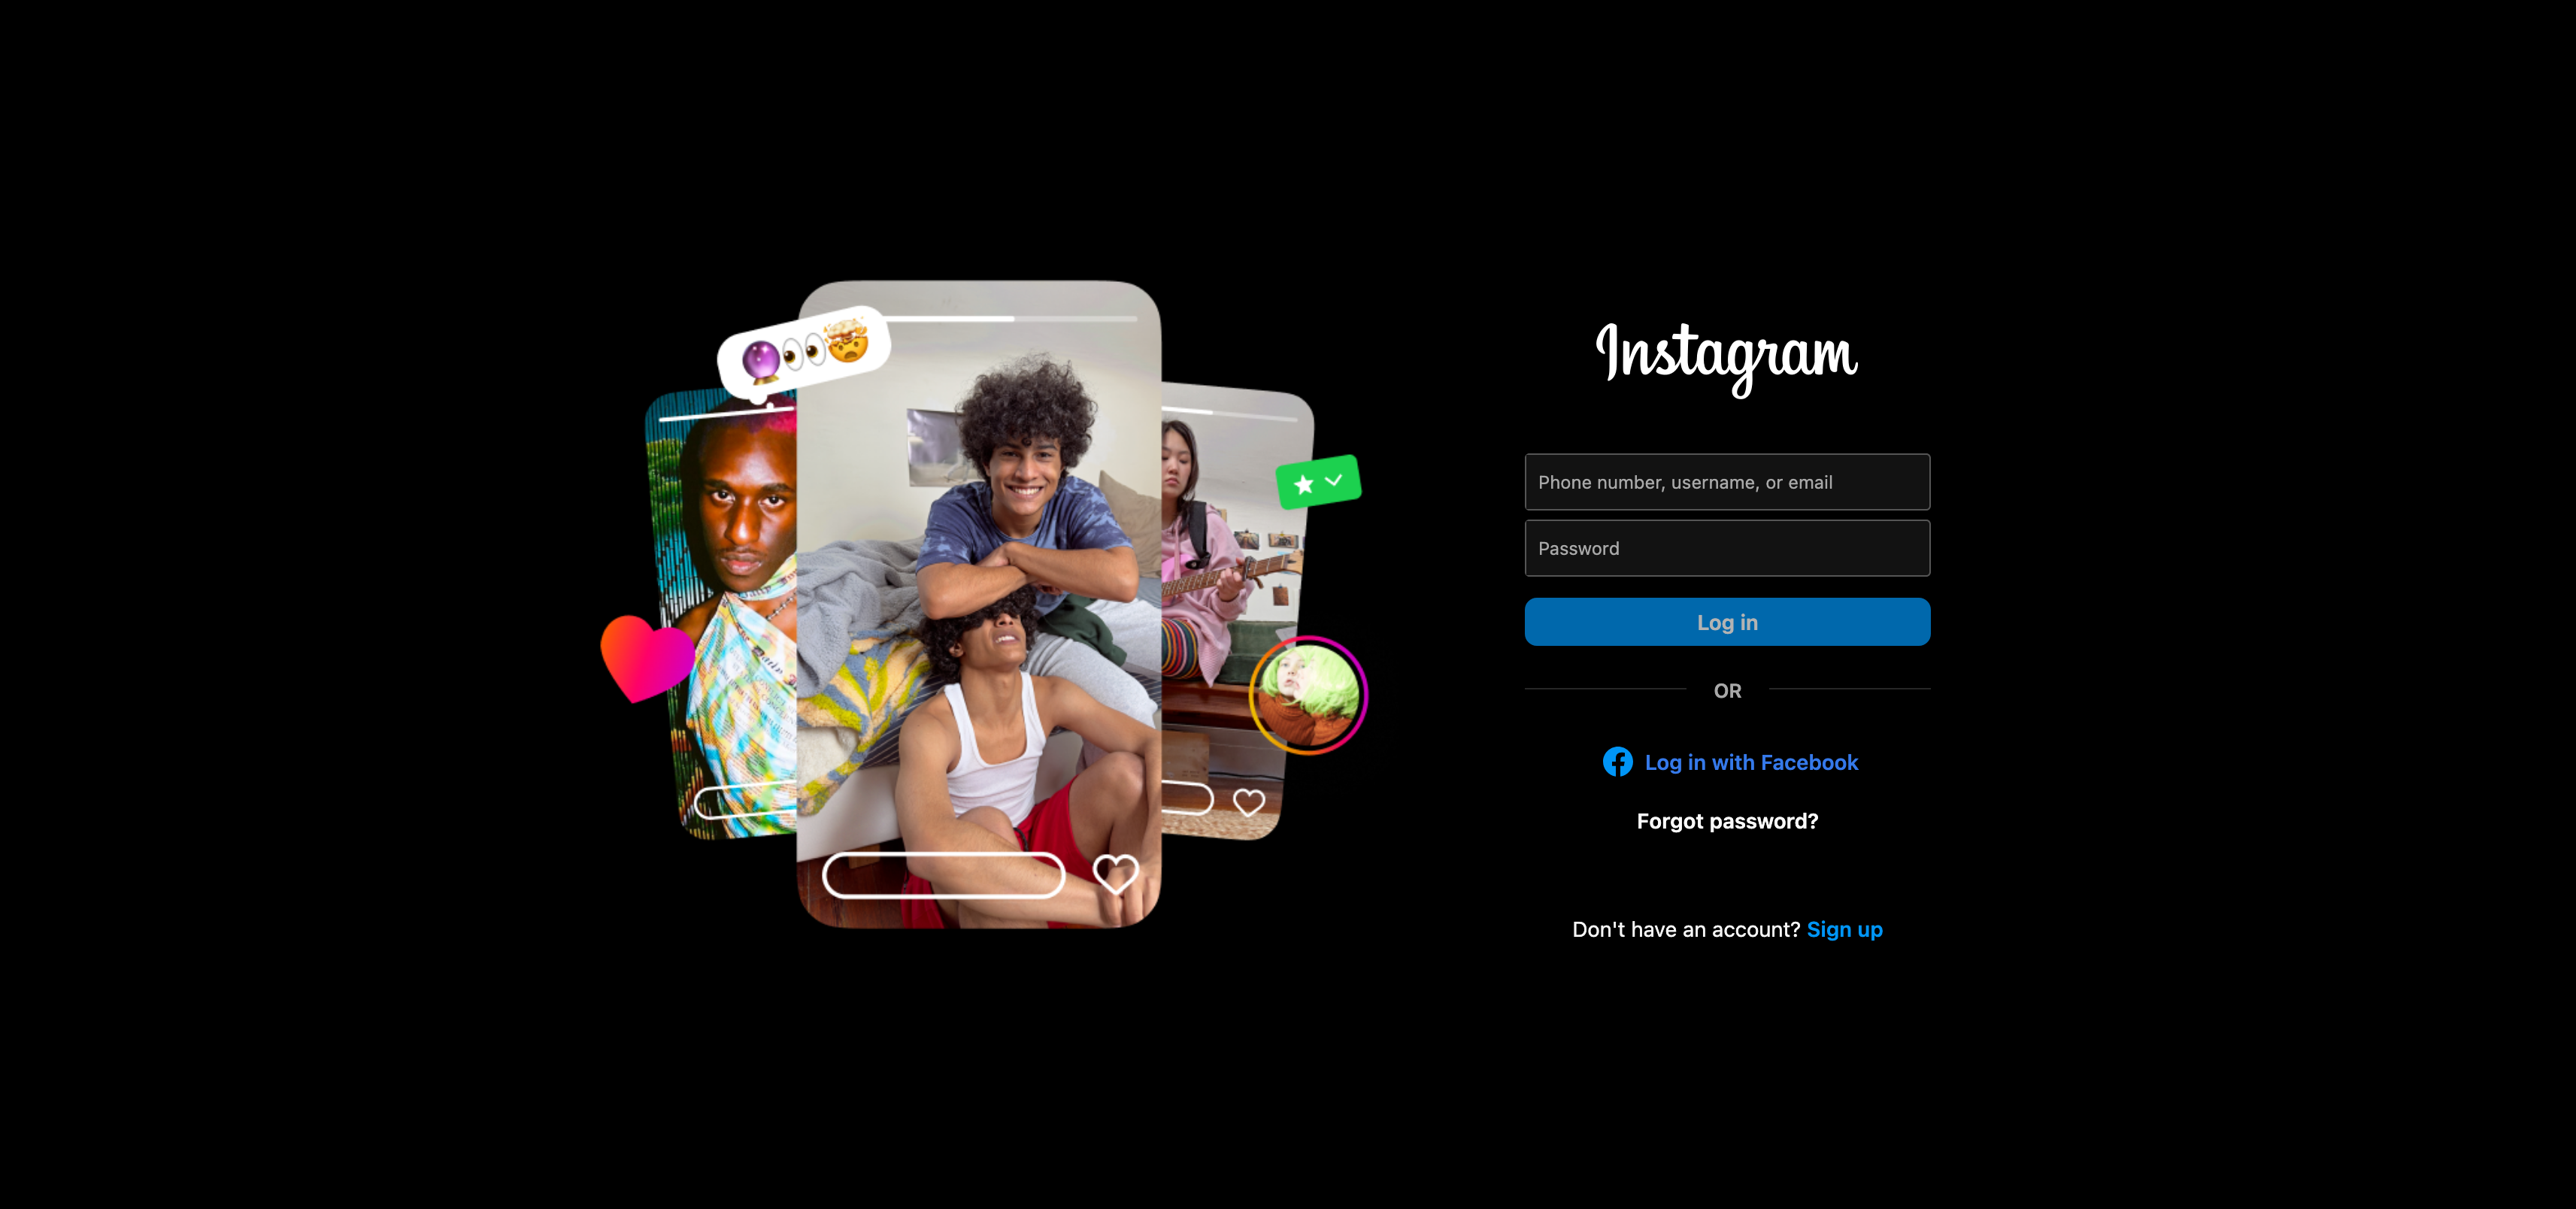 Instagram
Phone number, username, or email
Password
Log in
OR
Log in with Facebook
Forgot password?
Don't have an account? Sign up